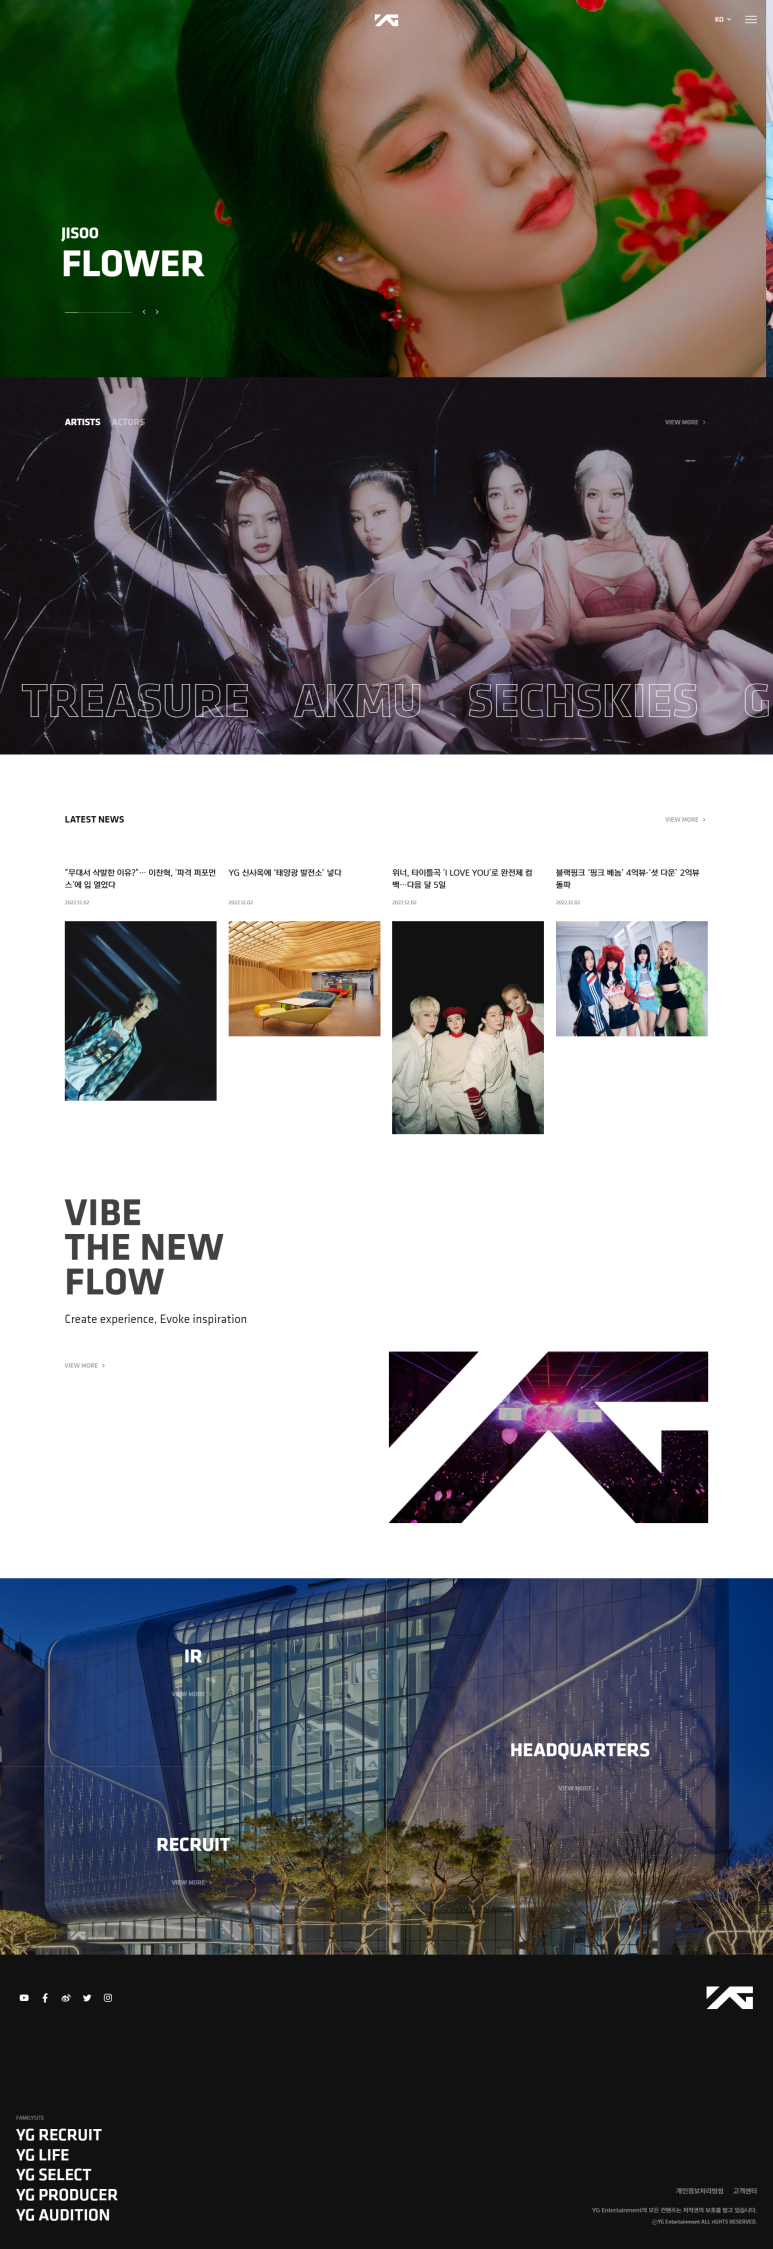 YG
KO
JISOO
FLOWER
ARTISTS ACTORS
VIEW MORE
TREASURE AKMU SECHSKIES G
LATEST NEWS
VIEW MORE
"무대서 삭발한 이유?"… 이찬혁, '파격 퍼포먼
스'에 입 열었다
2022.12.02
YG 신사옥에 '태양광 발전소' 넣다
2022.12.02
위너, 타이틀곡 'I LOVE YOU'로 완전체 컴
백…다음 달 5일
2022.12.02
블랙핑크 '핑크 베놈' 4억뷰·'셧 다운' 2억뷰
돌파
2022.12.02
VIBE
THE NEW
FLOW
Create experience, Evoke inspiration
VIEW MORE
YG
IR
VIEW MORE
HEADQUARTERS
VIEW MORE
RECRUIT
VIEW MORE
YG
FAMILYSITE
YG RECRUIT
YG LIFE
YG SELECT
YG PRODUCER
YG AUDITION
개인정보처리방침 고객센터
YG Entertainment의 모든 컨텐츠는 저작권의 보호를 받고 있습니다.
ⓒYG Entertainment ALL rIGHTS RESERVED.